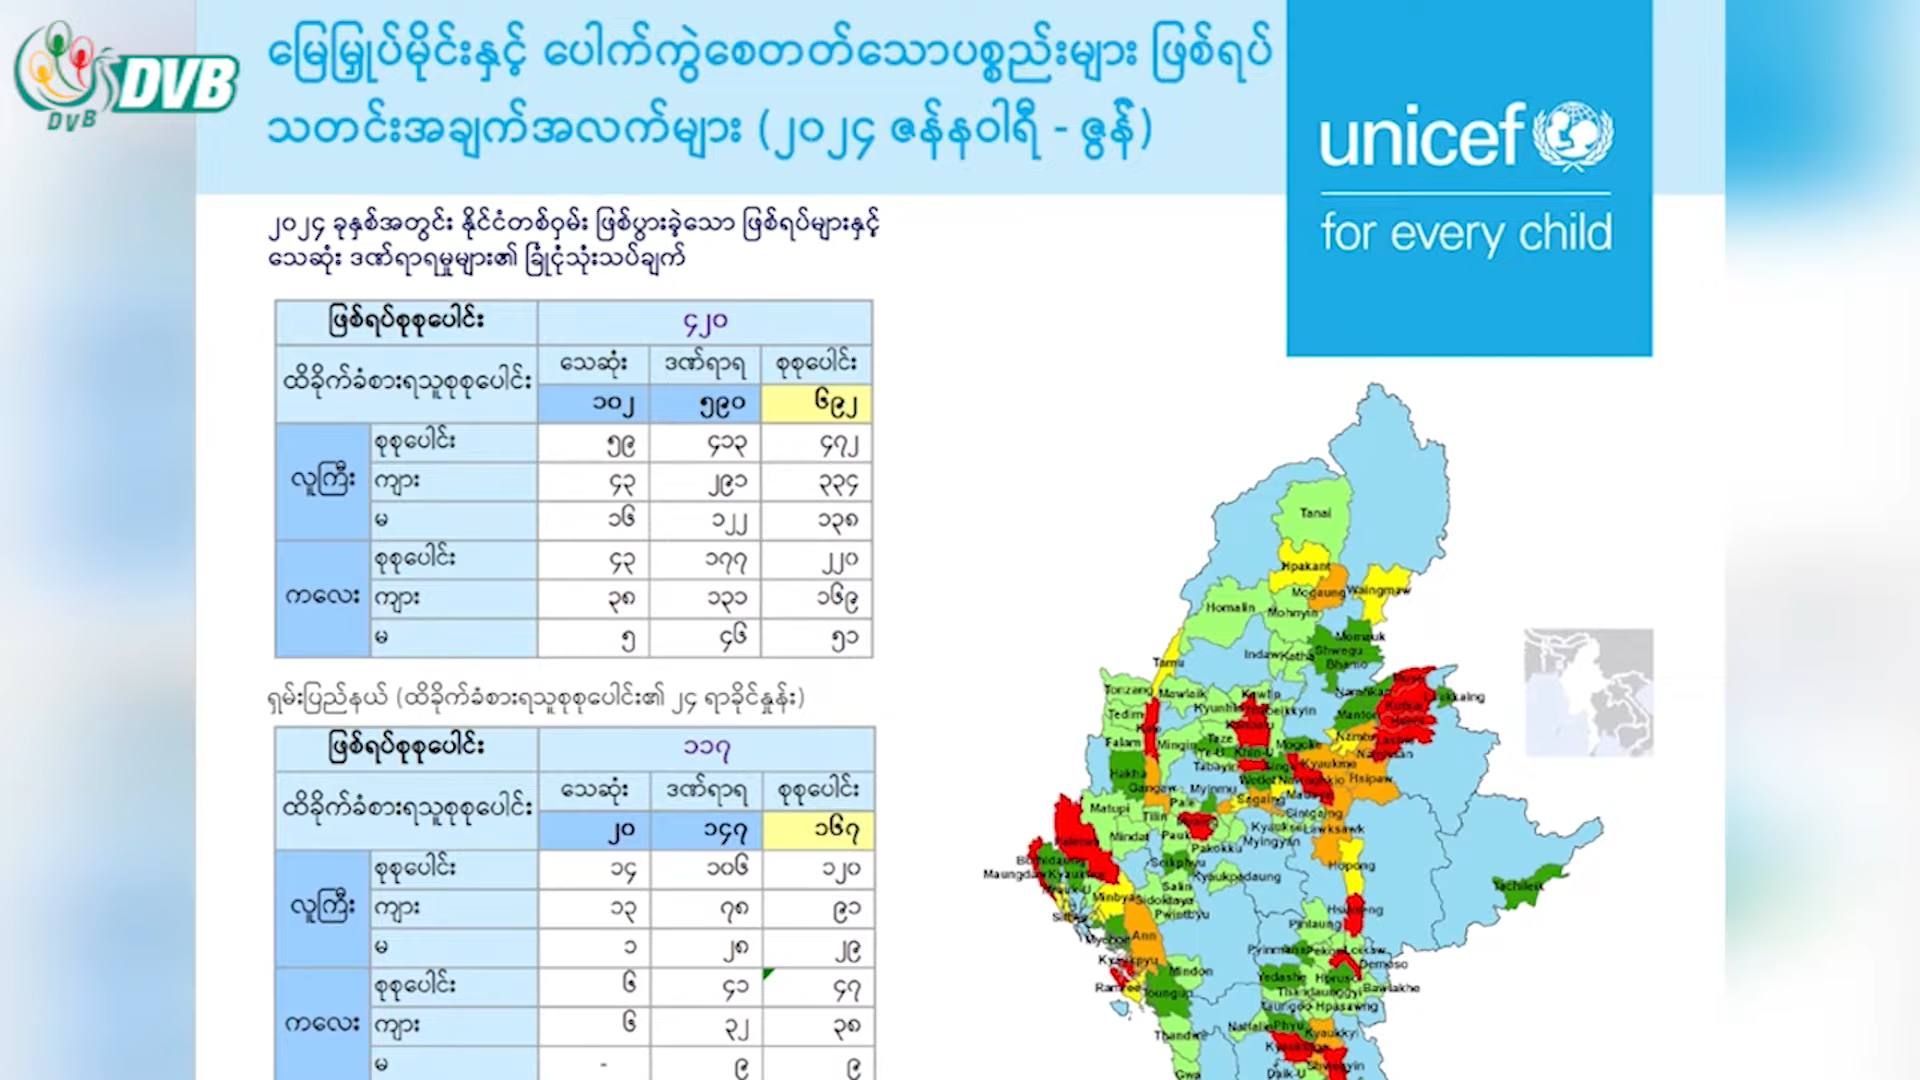 DVB
DVB
မြေမြှုပ်မိုင်းနှင့် ပေါက်ကွဲစေတတ်သောပစ္စည်းများ ဖြစ်ရပ်
သတင်းအချက်အလက်များ (၂၀၂၄ ဇန်နဝါရီ - ဇွန်)
unicef
for every child
၂၀၂၄ ခုနှစ်အတွင်း နိုင်ငံတစ်ဝှမ်း ဖြစ်ပွားခဲ့သော ဖြစ်ရပ်များနှင့်
သေဆုံး ဒဏ်ရာရမှုများ၏ ခြုံငုံသုံးသပ်ချက်
ဖြစ်ရပ်စုစုပေါင်း ၄၂၀
ထိခိုက်ခံစားရသူစုစုပေါင်း သေဆုံး ဒဏ်ရာရ စုစုပေါင်း
၁၀၂ ၅၉၀ ၆၉၂
လူကြီး စုစုပေါင်း ၅၉ ၄၁၃ ၄၇၂
ကျား ၄၃ ၂၉၁ ၃၃၄
မ ၁၆ ၁၂၂ ၁၃၈
ကလေး စုစုပေါင်း ၄၃ ၁၇၇ ၂၂၀
ကျား ၃၈ ၁၃၁ ၁၆၉
မ ၅ ၄၆ ၅၁
ရှမ်းပြည်နယ် (ထိခိုက်ခံစားရသူစုစုပေါင်း၏ ၂၄ ရာခိုင်နှုန်း)
ဖြစ်ရပ်စုစုပေါင်း ၁၁၇
ထိခိုက်ခံစားရသူစုစုပေါင်း သေဆုံး ဒဏ်ရာရ စုစုပေါင်း
၂၀ ၁၄၇ ၁၆၇
လူကြီး စုစုပေါင်း ၁၄ ၁၀၆ ၁၂၀
ကျား ၁၃ ၇၈ ၉၁
မ ၁ ၂၈ ၂၉
ကလေး စုစုပေါင်း ၆ ၄၁ ၄၇
ကျား ၆ ၃၂ ၃၈
မ - ၉ ၉
Tanai
Hpakant
Mogaung Waingmaw
Homalin Mohnyin
Momauk
Indaw Katha Shwegu
Bhamo
Tamu
Tonzang Mawlaik
Tedim
Manton
Falam Mingin Taze
Mogoke
Tabayin
Kyaukme
Hakha
Hsipaw
Gangaw Myinmu
Sagaing
Matupi Pale
Tilin
Lawksawk
Mindat Pauk
Myingyan
Pakokku
Seikphyu
Hopong
Kyaukpadaung
Tachileik
Salin
Sidoktaya
Pwintbyu
Pinlaung
Ann
Demoso
Mindon
Yedashe
Bawlakhe
Thandaunggyi
Hpasawng
Phyu Kyaukkyi
Gwa
Daik-U